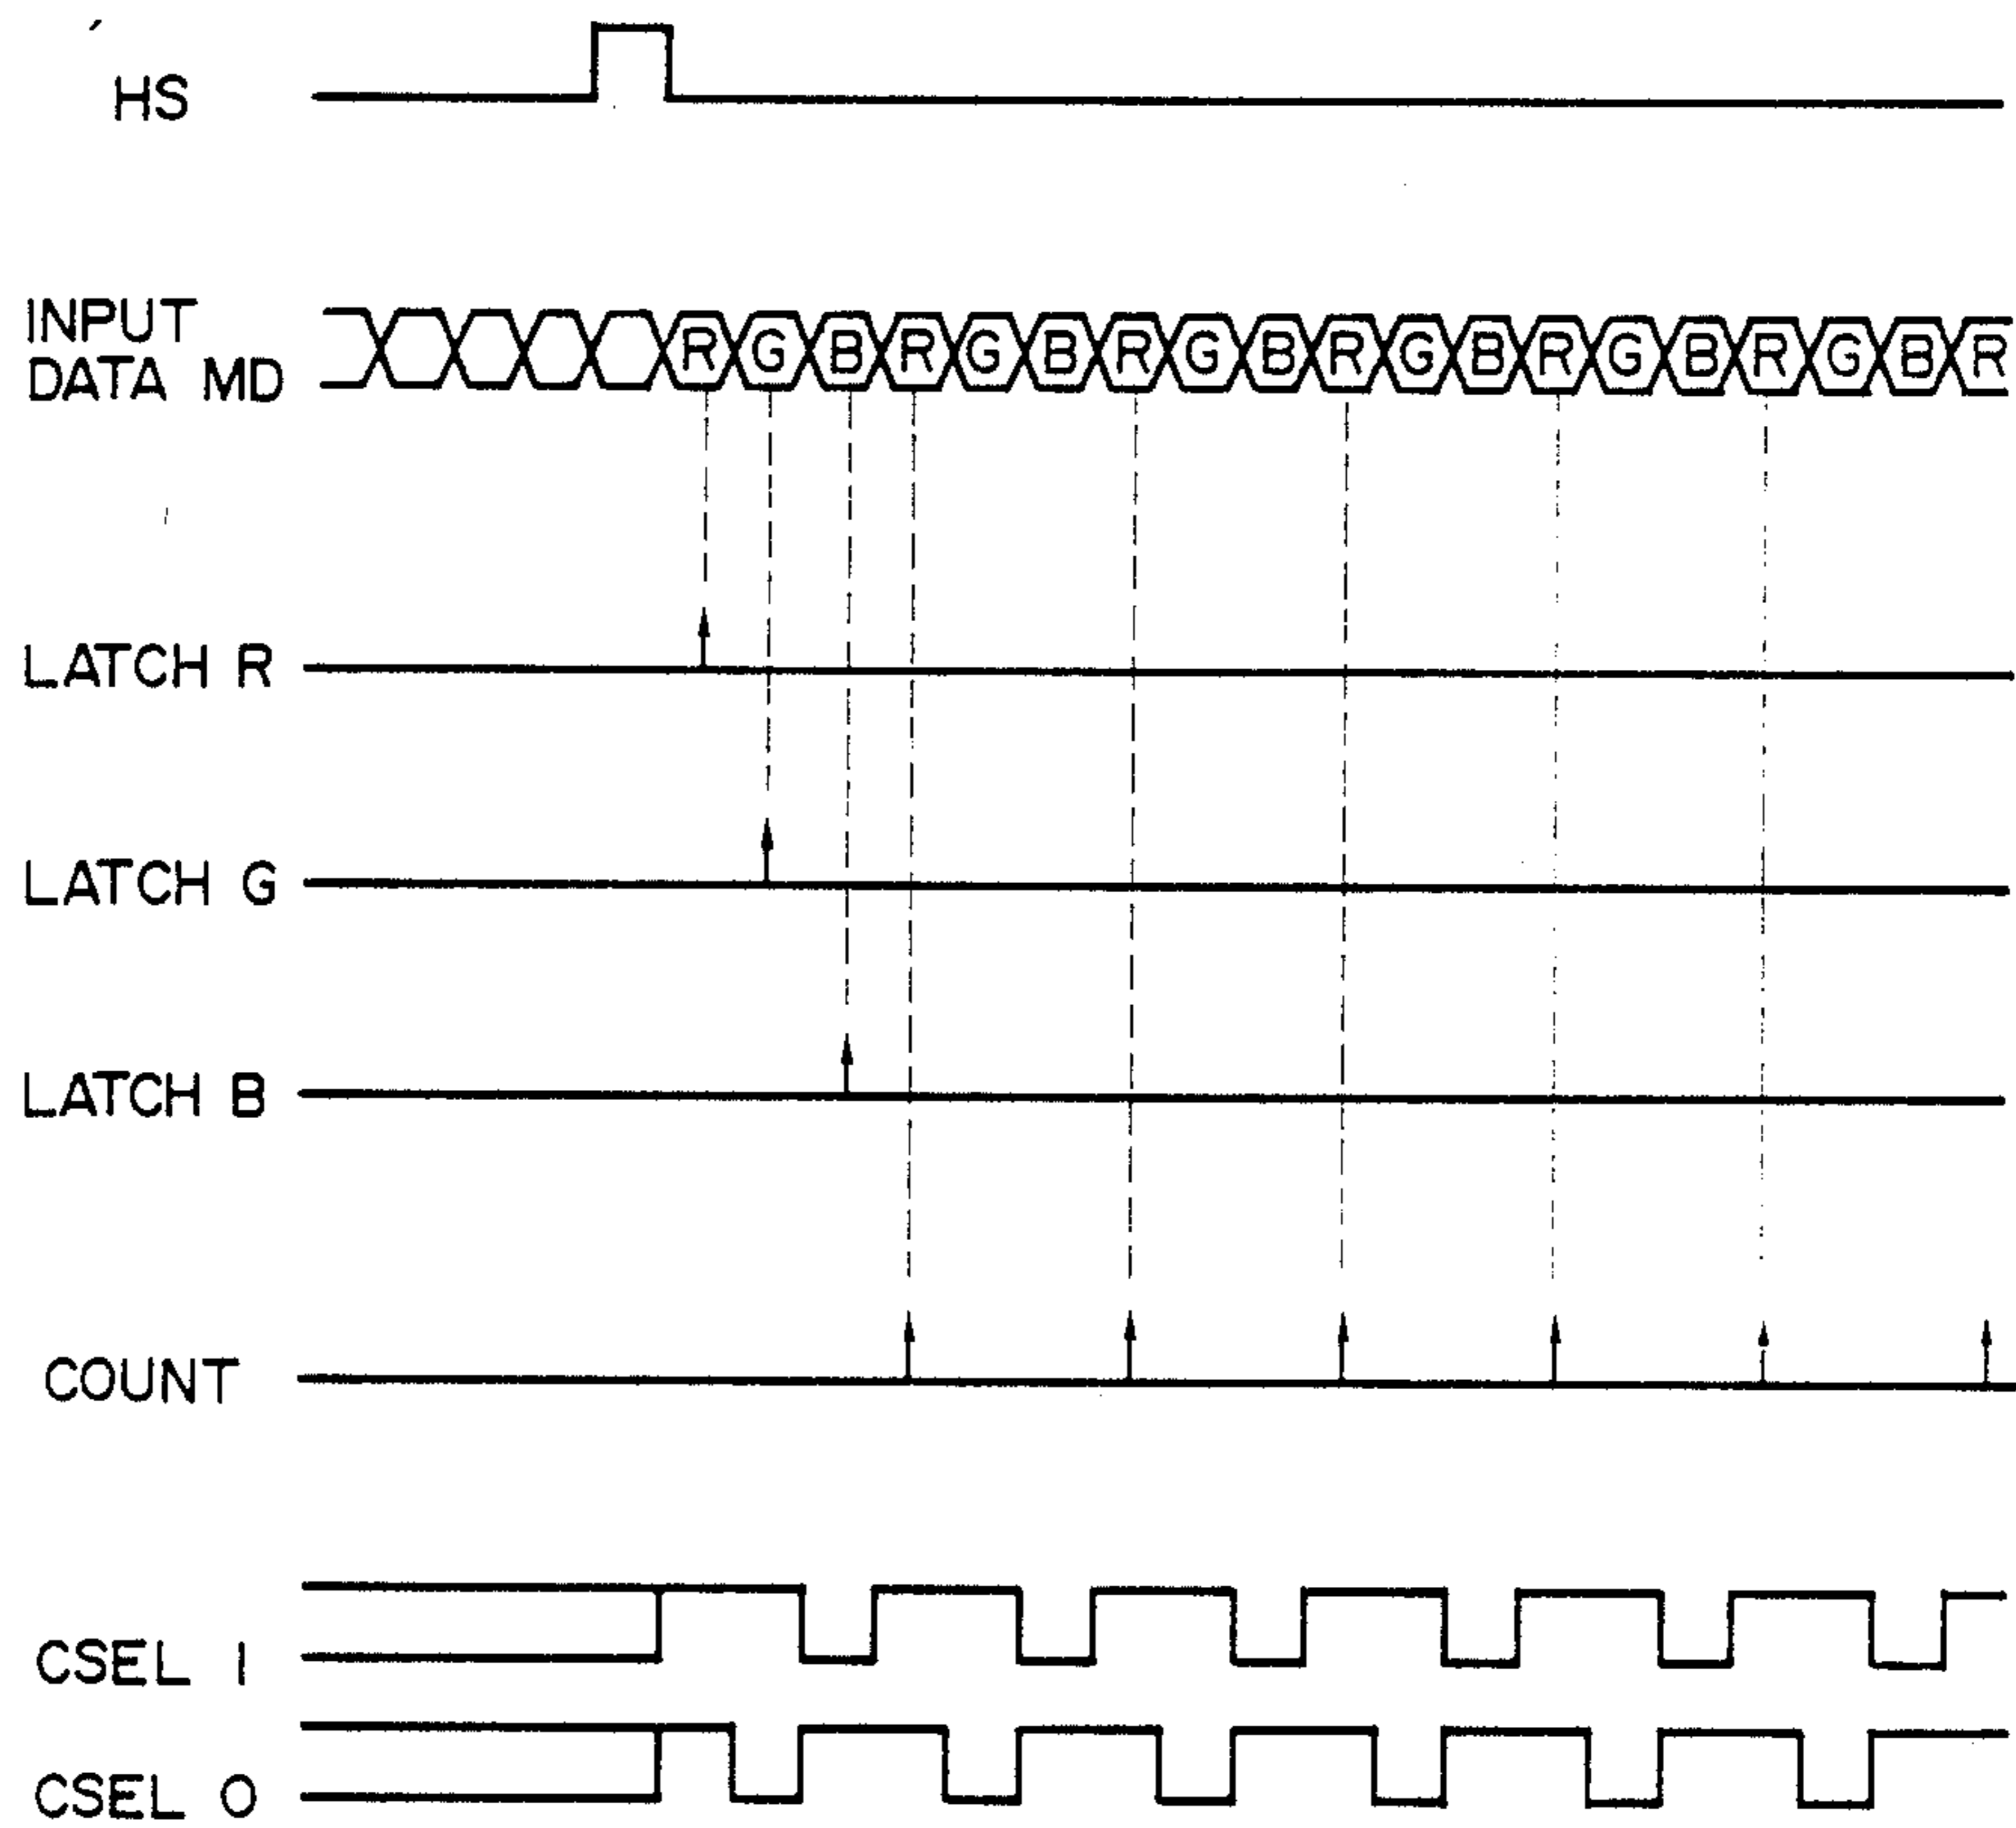 HS
INPUT
DATA MD
R G B R G B R G B R G B R G B R G B R
LATCH R
LATCH G
LATCH B
COUNT
CSEL 1
CSEL 0